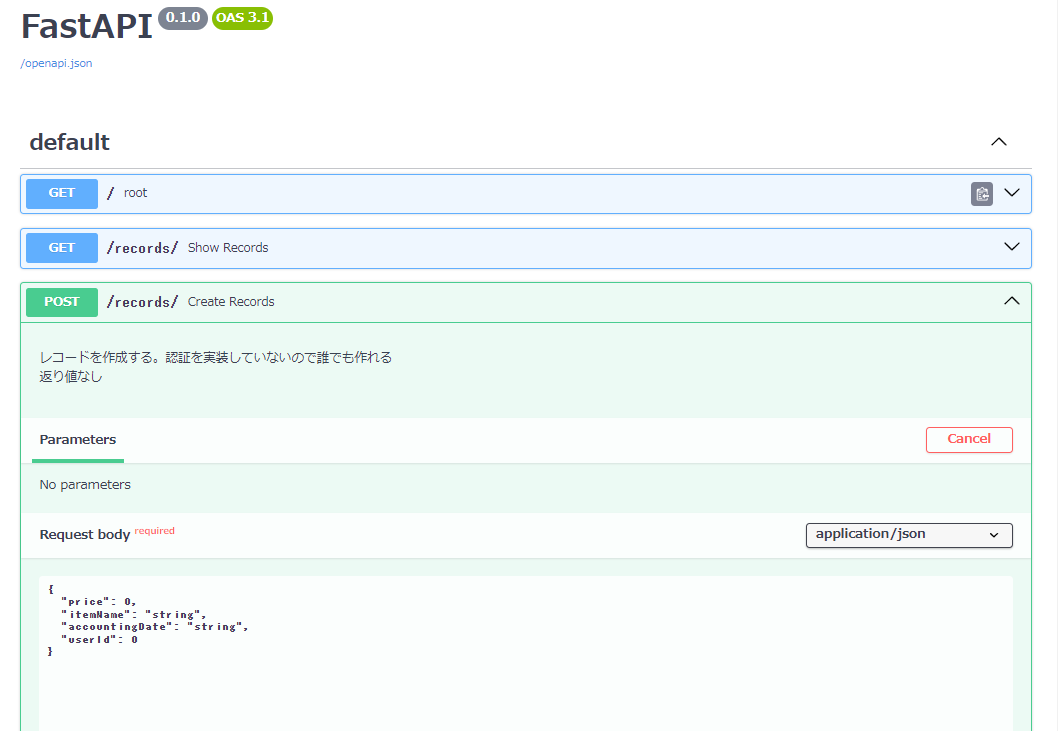 FastAPI 0.1.0 OAS 3.1
/openapi.json
default
GET / root
GET /records/ Show Records
POST /records/ Create Records
レコードを作成する。認証を実装していないので誰でも作れる
返り値なし
Parameters
Cancel
No parameters
Request body required
application/json
{
  "price": 0,
  "itemName": "string",
  "accountingDate": "string",
  "userId": 0
}